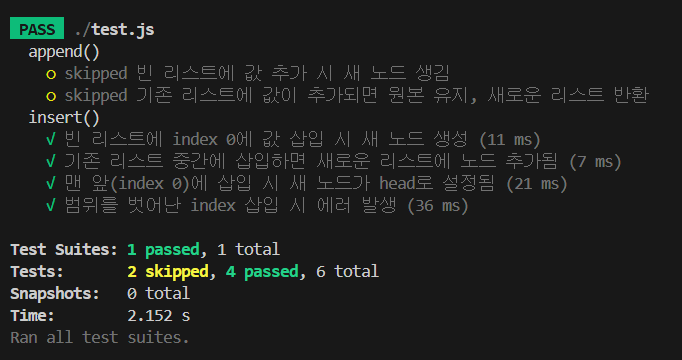 PASS ./test.js
append()
○ skipped 빈 리스트에 값 추가 시 새 노드 생김
○ skipped 기존 리스트에 값이 추가되면 원본 유지, 새로운 리스트 반환
insert()
√ 빈 리스트에 index 0에 값 삽입 시 새 노드 생성 (11 ms)
√ 기존 리스트 중간에 삽입하면 새로운 리스트에 노드 추가됨 (7 ms)
√ 맨 앞(index 0)에 삽입 시 새 노드가 head로 설정됨 (21 ms)
√ 범위를 벗어난 index 삽입 시 에러 발생 (36 ms)
Test Suites: 1 passed, 1 total
Tests: 2 skipped, 4 passed, 6 total
Snapshots: 0 total
Time: 2.152 s
Ran all test suites.